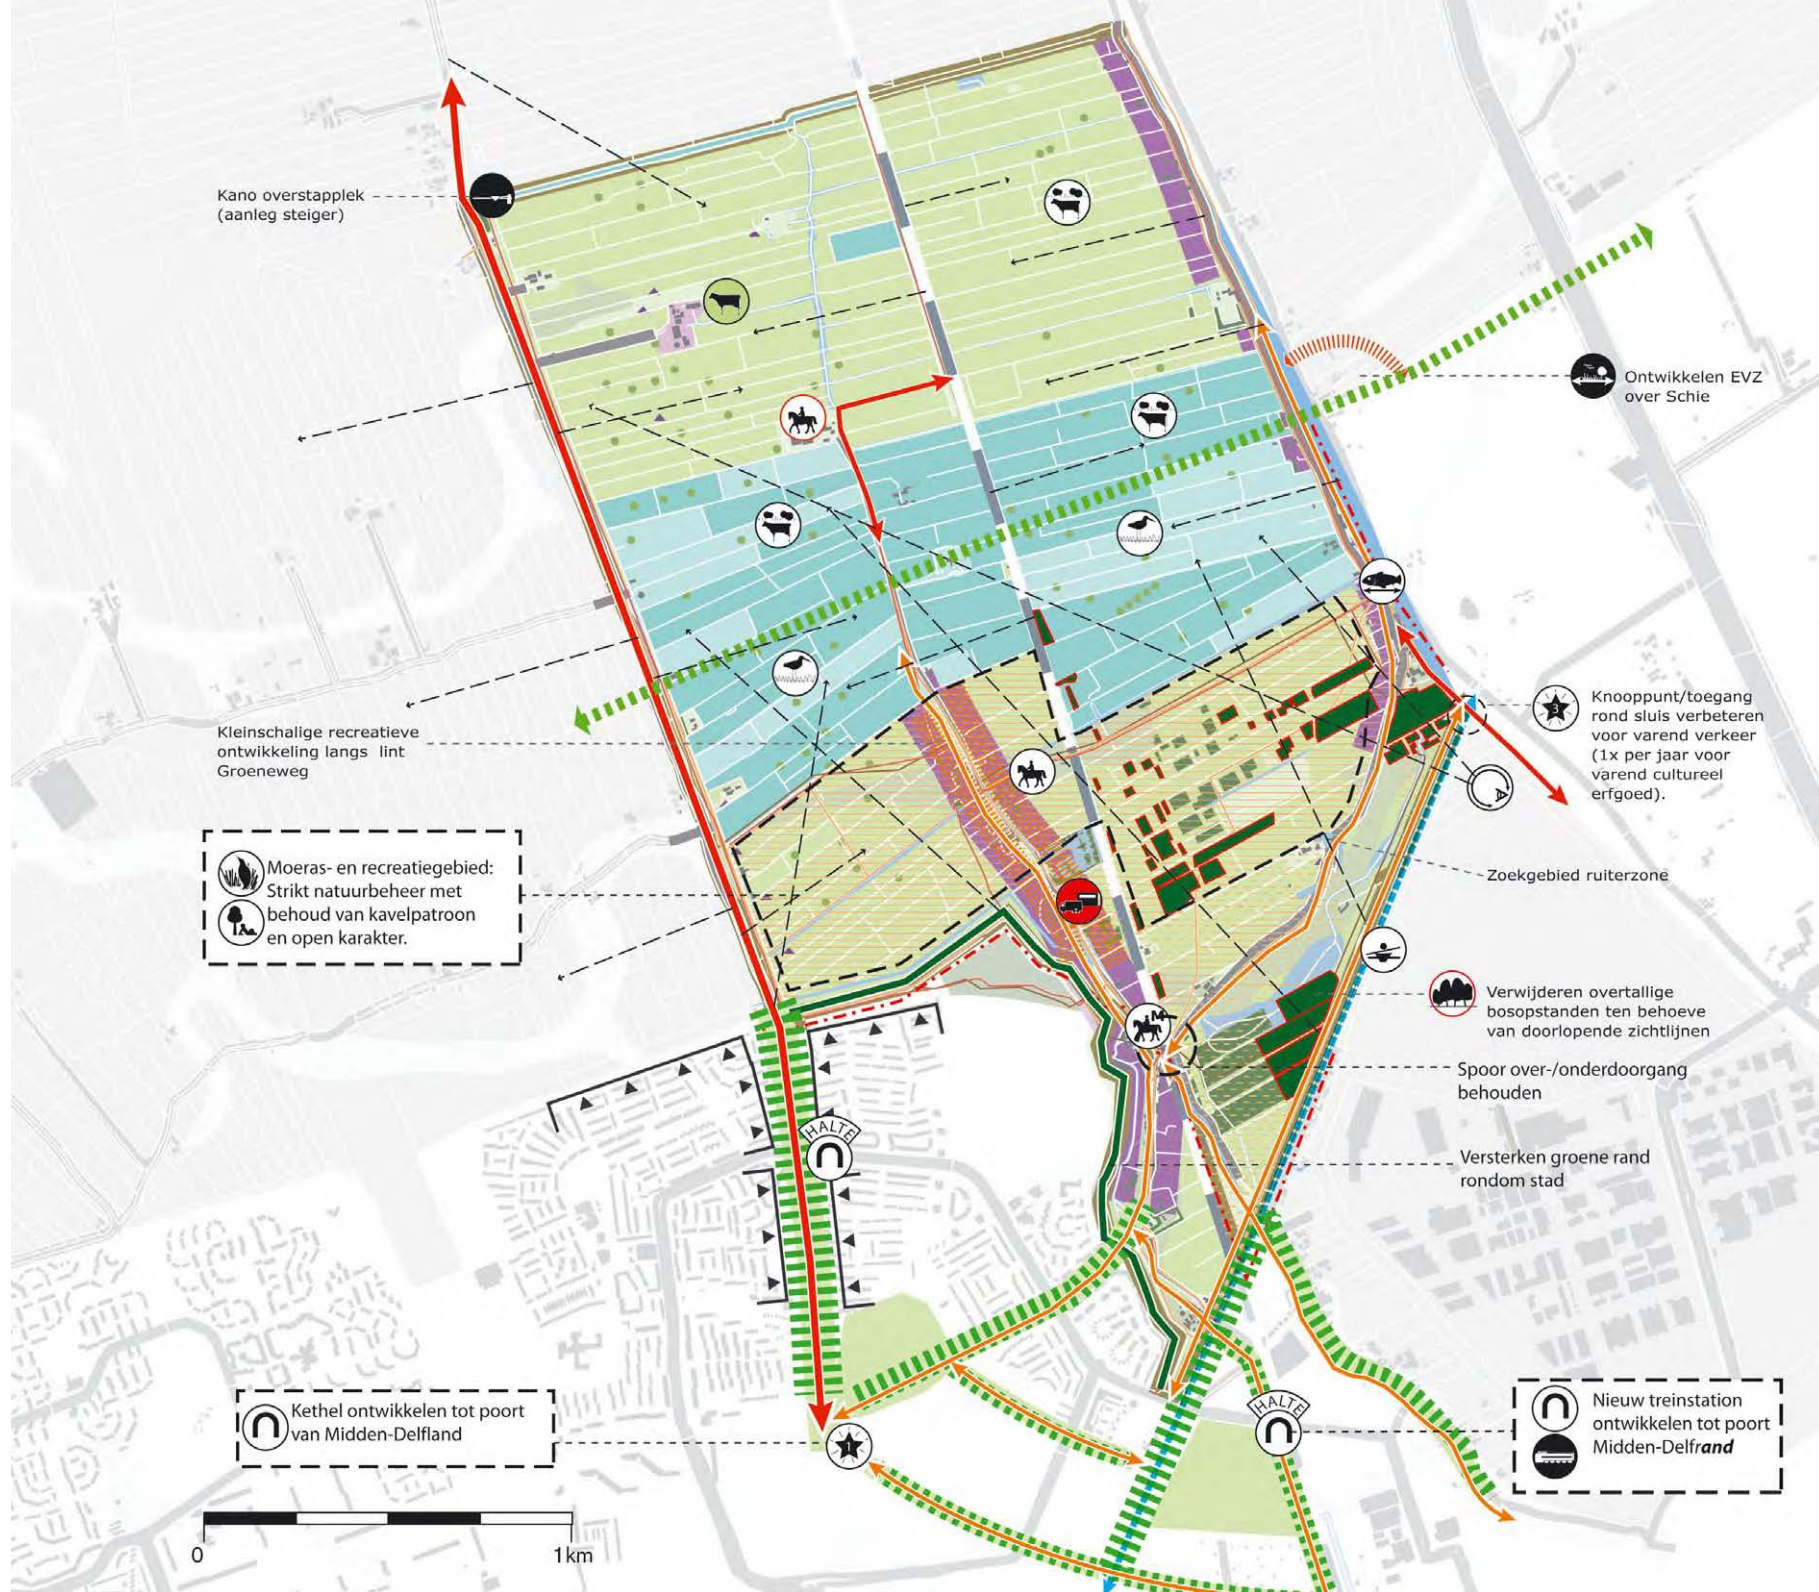 Kano overstapplek
(aanleg steiger)
Ontwikkelen EVZ
over Schie
3
Knooppunt/toegang
rond sluis verbeteren
voor varend verkeer
(1x per jaar voor
varend cultureel
erfgoed).
Kleinschalige recreatieve
ontwikkeling langs lint
Groeneweg
Moeras- en recreatiegebied:
Strikt natuurbeheer met
behoud van kavelpatroon
en open karakter.
Zoekgebied ruiterzone
Verwijderen overtallige
bosopstanden ten behoeve
van doorlopende zichtlijnen
M
Spoor over-/onderdoorgang
behouden
HALTE
Versterken groene rand
rondom stad
Kethel ontwikkelen tot poort
van Midden-Delfland
1
HALTE
Nieuw treinstation
ontwikkelen tot poort
Midden-Delfrand
0
1km